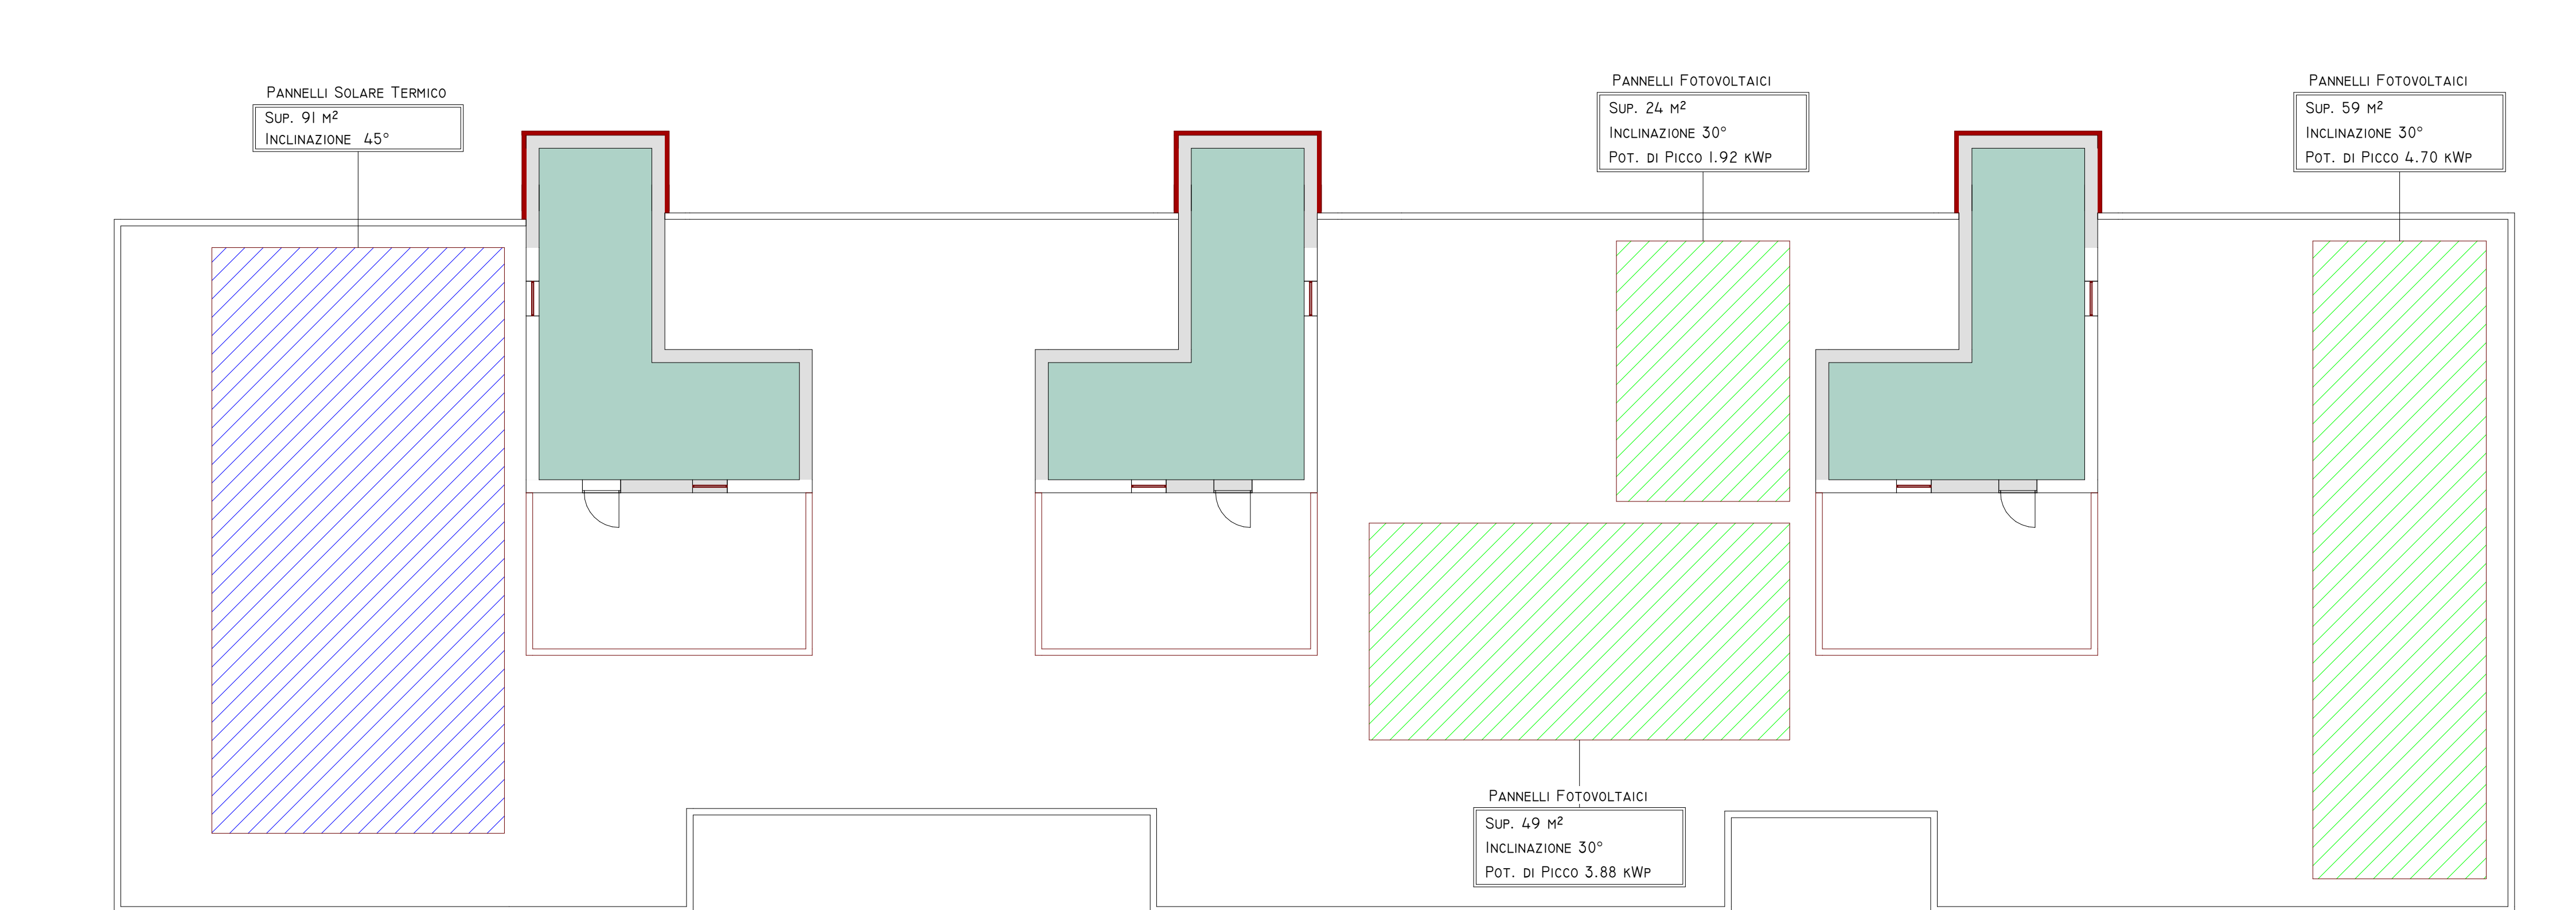 Pannelli Solare Termico
Sup. 91 m²
Inclinazione 45°
Pannelli Fotovoltaici
Sup. 24 m²
Inclinazione 30°
Pot. di Picco 1.92 kWp
Pannelli Fotovoltaici
Sup. 59 m²
Inclinazione 30°
Pot. di Picco 4.70 kWp
Pannelli Fotovoltaici
Sup. 49 m²
Inclinazione 30°
Pot. di Picco 3.88 kWp